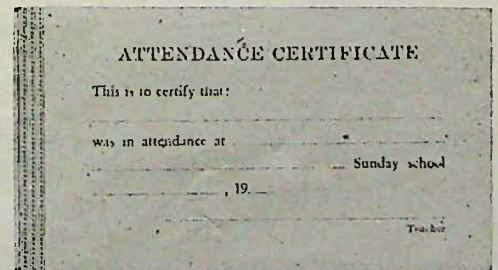 ATTENDANCE CERTIFICATE
This is to certify that:
was in attendance at
Sunday school
, 19
Teacher